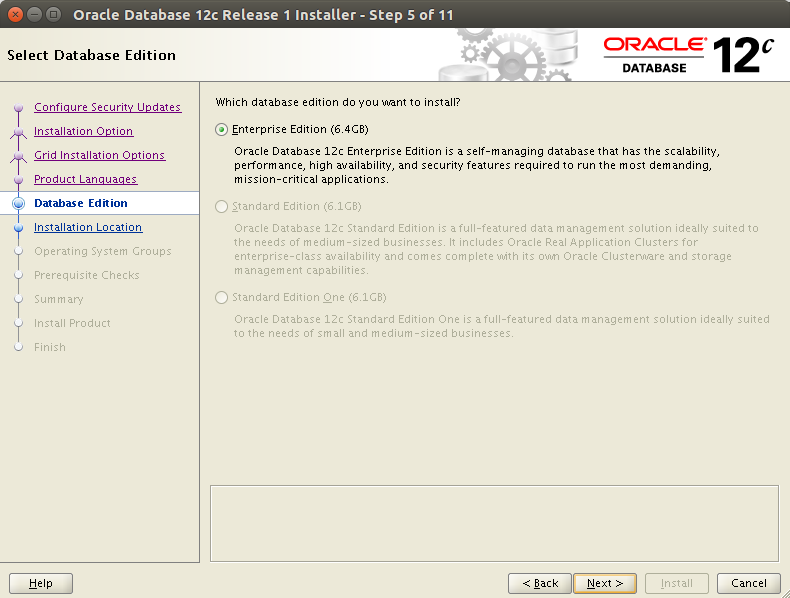 Oracle Database 12c Release 1 Installer - Step 5 of 11
Select Database Edition
ORACLE®
DATABASE
12c
Configure Security Updates
Installation Option
Grid Installation Options
Product Languages
Database Edition
Installation Location
Operating System Groups
Prerequisite Checks
Summary
Install Product
Finish
Which database edition do you want to install?
Enterprise Edition (6.4GB)
Oracle Database 12c Enterprise Edition is a self-managing database that has the scalability,
performance, high availability, and security features required to run the most demanding,
mission-critical applications.
Standard Edition (6.1GB)
Oracle Database 12c Standard Edition is a full-featured data management solution ideally suited to
the needs of medium-sized businesses. It includes Oracle Real Application Clusters for
enterprise-class availability and comes complete with its own Oracle Clusterware and storage
management capabilities.
Standard Edition One (6.1GB)
Oracle Database 12c Standard Edition One is a full-featured data management solution ideally suited
to the needs of small and medium-sized businesses.
Help
< Back
Next >
Install
Cancel